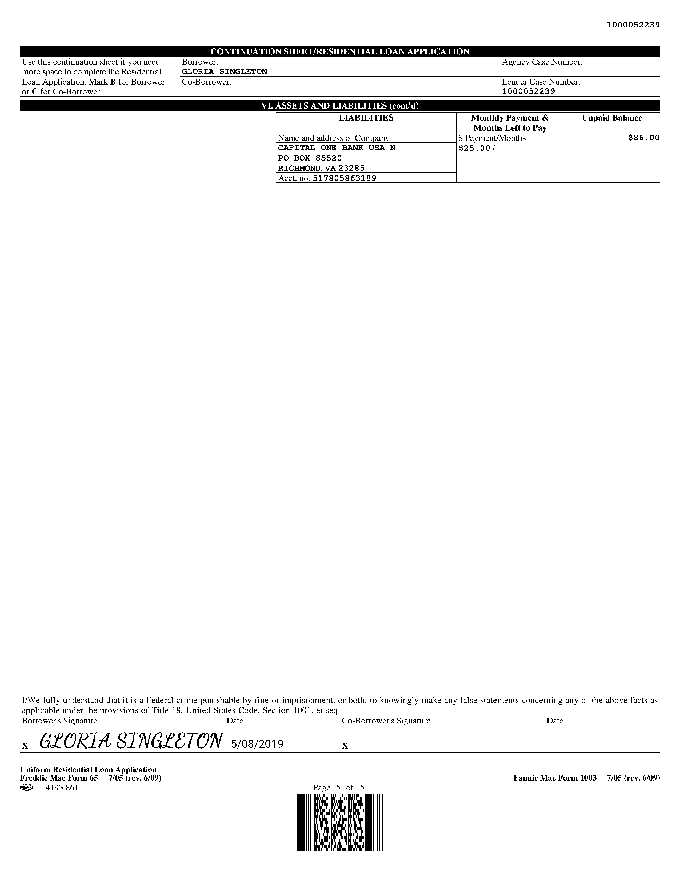 1000052239
CONTINUATION SHEET/RESIDENTIAL LOAN APPLICATION
Use this continuation sheet if you need
more space to complete the Residential
Loan Application. Mark B for Borrower
or C for Co-Borrower.
Borrower:
GLORIA SINGLETON
Co-Borrower:
Agency Case Number:
Lender Case Number:
1000052239
VI. ASSETS AND LIABILITIES (cont'd)
LIABILITIES
Monthly Payment &
Months Left to Pay
Unpaid Balance
Name and address of Company
CAPITAL ONE BANK USA N
PO BOX 85520
RICHMOND, VA 23285
Acct. no. 517805863189
$ Payment/Months
$25.00/
$86.00
I/We fully understand that it is a Federal crime punishable by fine or imprisonment, or both, to knowingly make any false statements concerning any of the above facts as
applicable under the provisions of Title 18, United States Code, Section 1001, et seq.
Borrower's Signature Date Co-Borrower's Signature Date
X GLORIA SINGLETON 5/08/2019 X
Uniform Residential Loan Application
Freddie Mac Form 65 7/05 (rev. 6/09) Fannie Mae Form 1003 7/05 (rev. 6/09)
Page 5 of 5